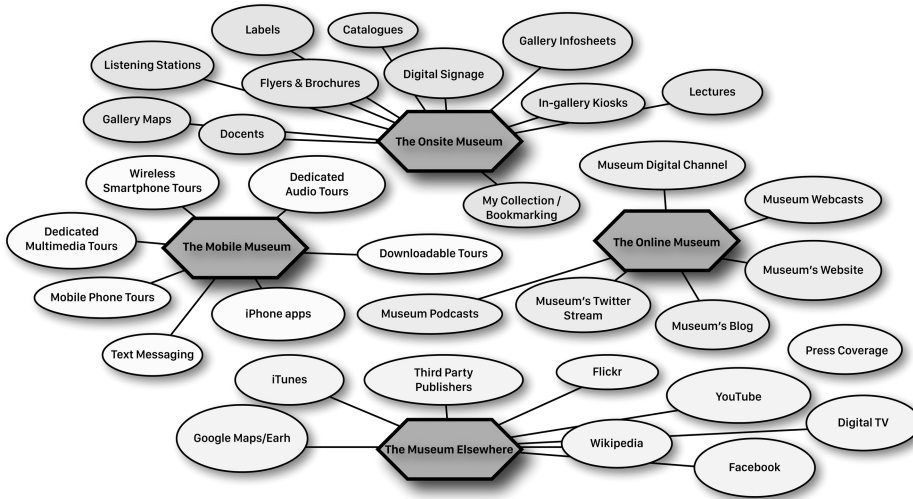 Labels
Catalogues
Gallery Infosheets
Listening Stations
Flyers & Brochures
Digital Signage
In-gallery Kiosks
Lectures
Gallery Maps
Docents
The Onsite Museum
My Collection /
Bookmarking
Wireless
Smartphone Tours
Dedicated
Audio Tours
Dedicated
Multimedia Tours
The Mobile Museum
Downloadable Tours
Mobile Phone Tours
iPhone apps
Text Messaging
Museum Digital Channel
Museum Webcasts
The Online Museum
Museum's Website
Museum Podcasts
Museum's Twitter
Stream
Museum's Blog
Press Coverage
iTunes
Third Party
Publishers
Flickr
YouTube
Google Maps/Earh
The Museum Elsewhere
Wikipedia
Digital TV
Facebook